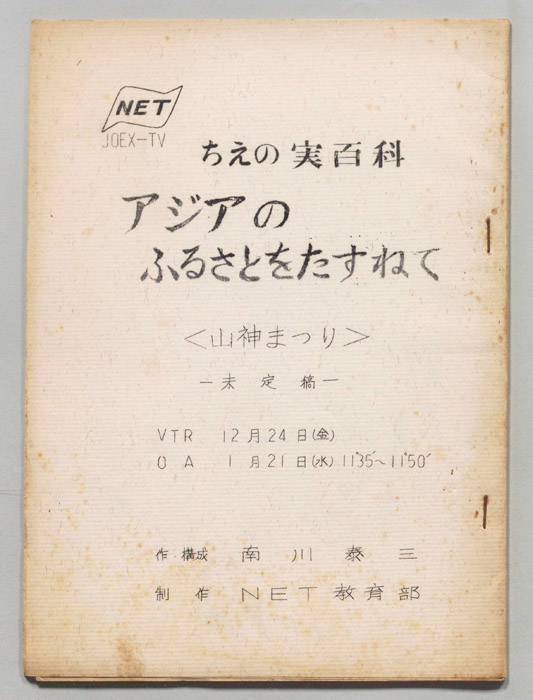 NET
JOEX-TV
ちえの実百科
アジアの
ふるさとをたすねて
<山神まつり>
―未定稿―
VTR 12月24日(金)
OA 1月21日(水) 11°35′~11°50′
作 構成 南川泰三
制作 NET教育部